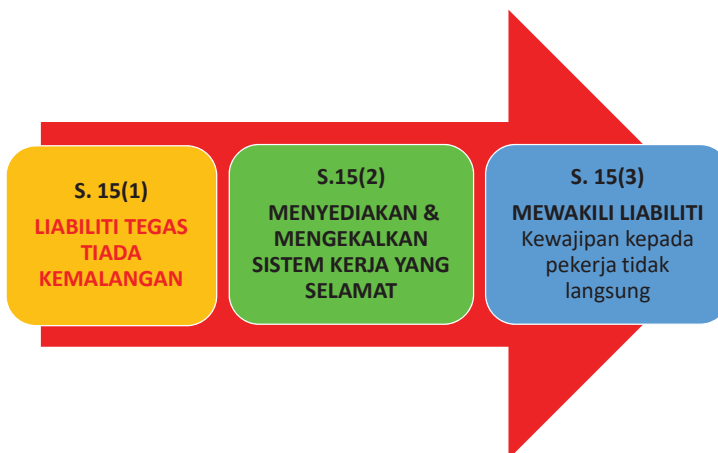 S. 15(1)
LIABILITI TEGAS
TIADA
KEMALANGAN
S.15(2)
MENYEDIAKAN &
MENGEKALKAN
SISTEM KERJA YANG
SELAMAT
S. 15(3)
MEWAKILI LIABILITI
Kewajipan kepada
pekerja tidak
langsung